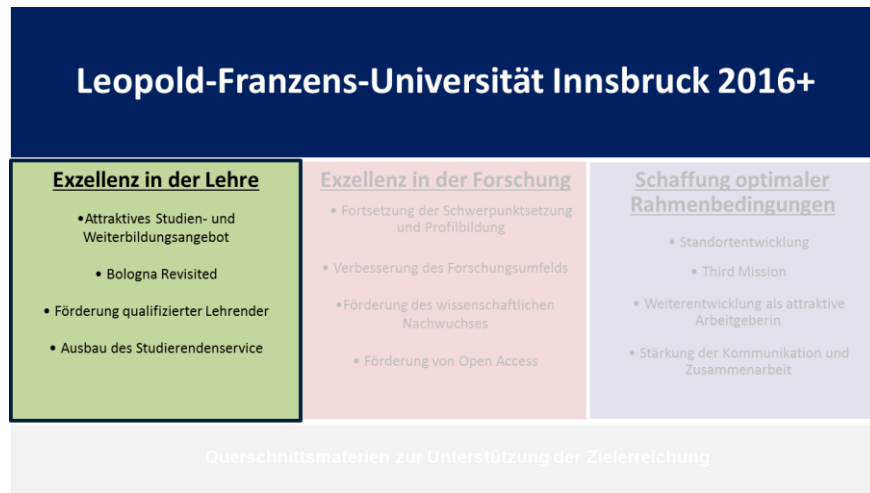 Leopold-Franzens-Universität Innsbruck 2016+
Exzellenz in der Lehre
•Attraktives Studien- und
Weiterbildungsangebot
• Bologna Revisited
• Förderung qualifizierter Lehrender
• Ausbau des Studierendenservice
Exzellenz in der Forschung
• Fortsetzung der Schwerpunktsetzung
und Profilbildung
• Verbesserung des Forschungsumfelds
•Förderung des wissenschaftlichen
Nachwuchses
• Förderung von Open Access
Schaffung optimaler
Rahmenbedingungen
• Standortentwicklung
• Third Mission
• Weiterentwicklung als attraktive
Arbeitgeberin
• Stärkung der Kommunikation und
Zusammenarbeit
Querschnittsmaterien zur Unterstützung der Zielerreichung